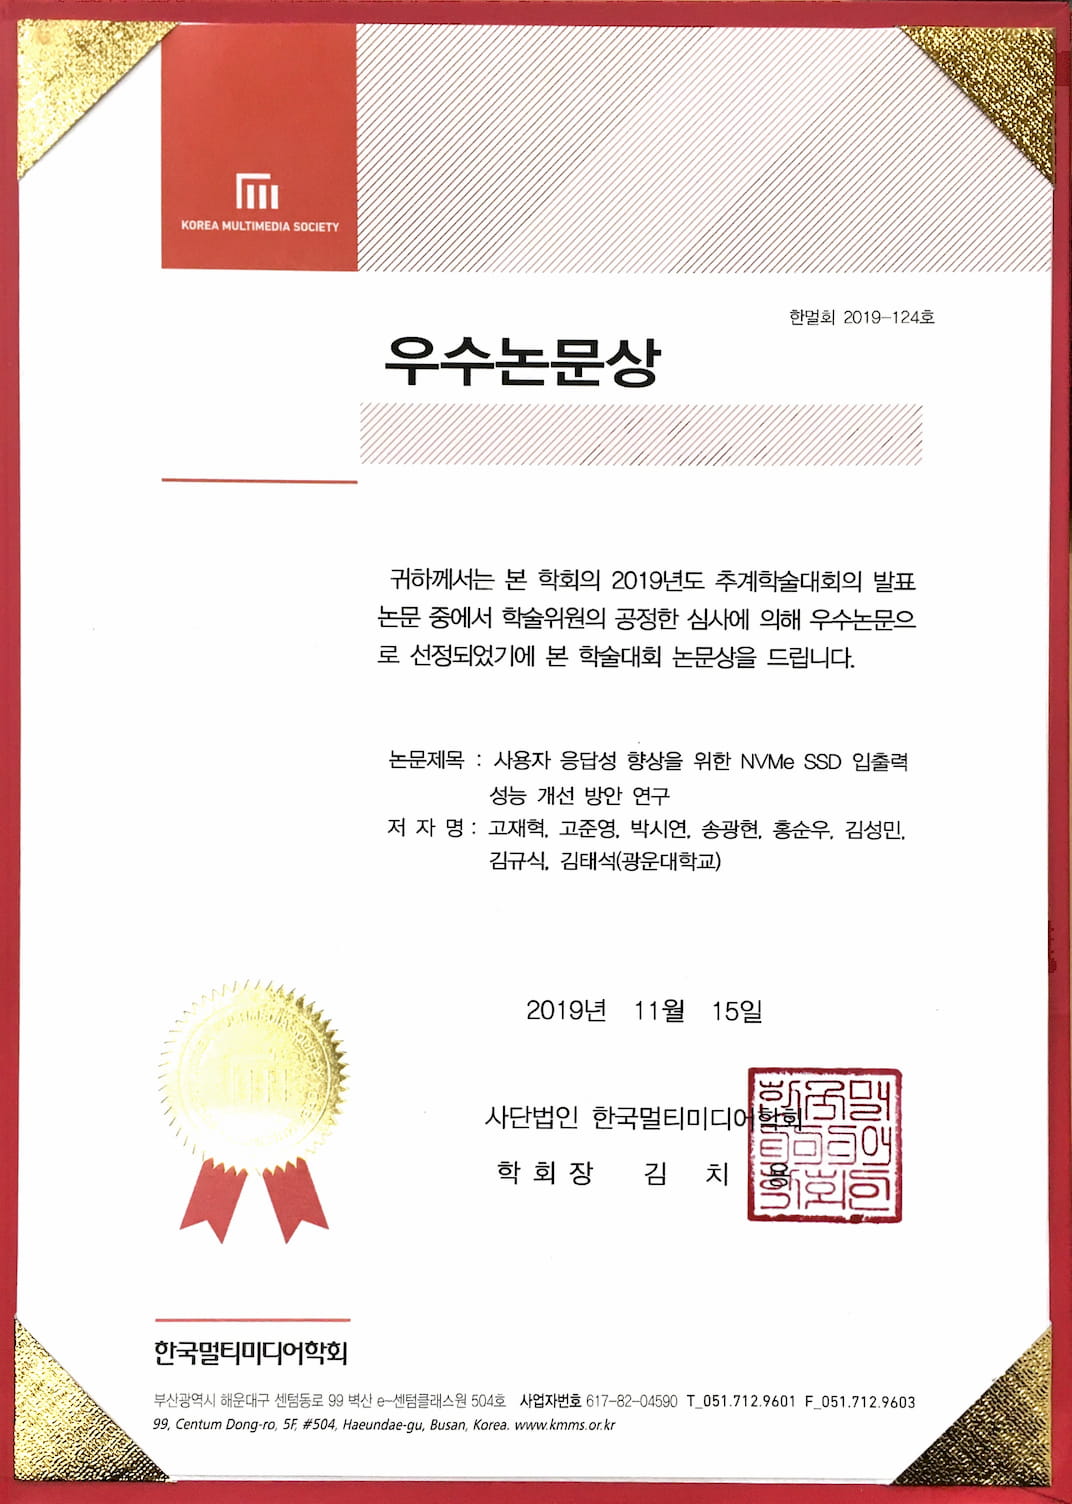 KOREA MULTIMEDIA SOCIETY
한멀회 2019-124호
우수논문상
귀하께서는 본 학회의 2019년도 추계학술대회의 발표
논문 중에서 학술위원의 공정한 심사에 의해 우수논문으
로 선정되었기에 본 학술대회 논문상을 드립니다.
논문제목 : 사용자 응답성 향상을 위한 NVMe SSD 입출력
성능 개선 방안 연구
저 자 명 : 고재혁, 고준영, 박시연, 송광현, 홍순우, 김성민,
김규식, 김태석(광운대학교)
2019년 11월 15일
사단법인 한국멀티미디어학회
학 회 장 김 치 용
한국멀티미디어학회
부산광역시 해운대구 센텀동로 99 벽산 e-센텀클래스원 504호 사업자번호 617-82-04590 T_051.712.9601 F_051.712.9603
99, Centum Dong-ro, 5F, #504, Haeundae-gu, Busan, Korea. www.kmms.or.kr